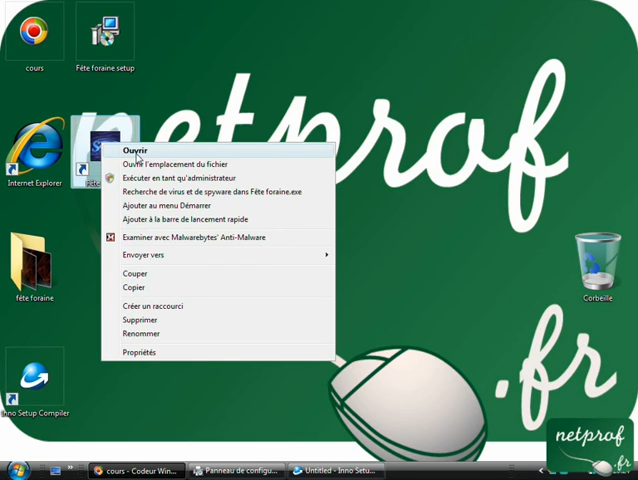 netprof
.fr
cours
Fête foraine setup
Internet Explorer
Ouvrir
Ouvrir l'emplacement du fichier
Exécuter en tant qu'administrateur
Recherche de virus et de spyware dans Fête foraine.exe
Ajouter au menu Démarrer
Ajouter à la barre de lancement rapide
Examiner avec Malwarebytes' Anti-Malware
Envoyer vers
Couper
Copier
Créer un raccourci
Supprimer
Renommer
Propriétés
fête foraine
Corbeille
Inno Setup Compiler
netprof
.fr
cours - Codeur Win...
Panneau de configu...
Untitled - Inno Setu...